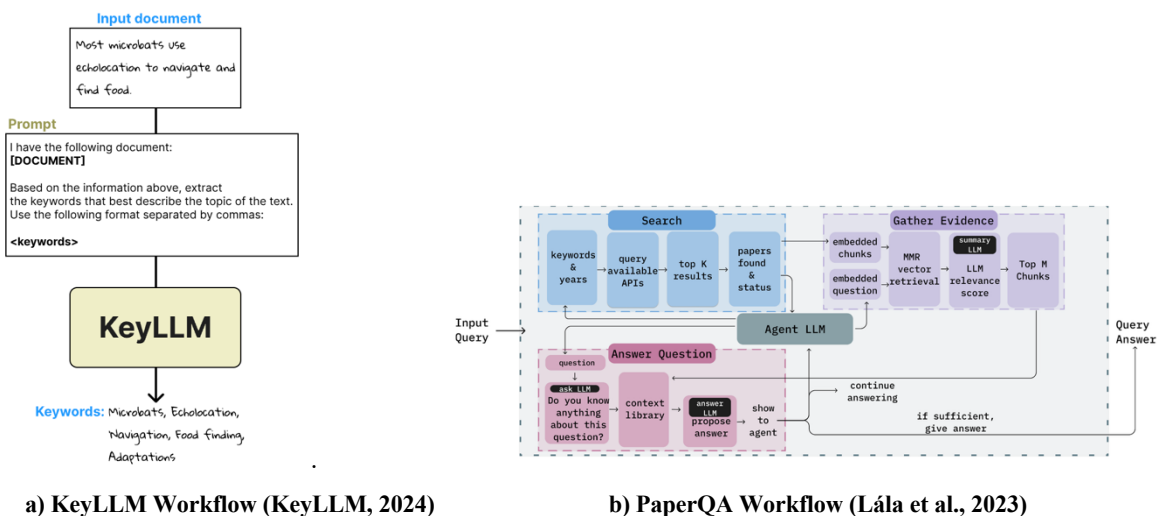 Input document
Most microbats use
echolocation to navigate and
find food.
Prompt
I have the following document:
[DOCUMENT]
Based on the information above, extract
the keywords that best describe the topic of the text.
Use the following format separated by commas:
<keywords>
KeyLLM
Keywords: Microbats, Echolocation,
Navigation, Food finding,
Adaptations
.
a) KeyLLM Workflow (KeyLLM, 2024)
Input
Query
Search
keywords
&
years
query
available
APIs
top K
results
papers
found
&
status
Gather Evidence
embedded
chunks
embedded
question
MMR
vector
retrieval
summary
LLM
LLM
relevance
score
Top M
Chunks
Agent LLM
Answer Question
question
ask LLM
Do you know
anything
about this
question?
context
library
answer
LLM
propose
answer
show
to
agent
continue
answering
if sufficient,
give answer
Query
Answer
b) PaperQA Workflow (Lála et al., 2023)